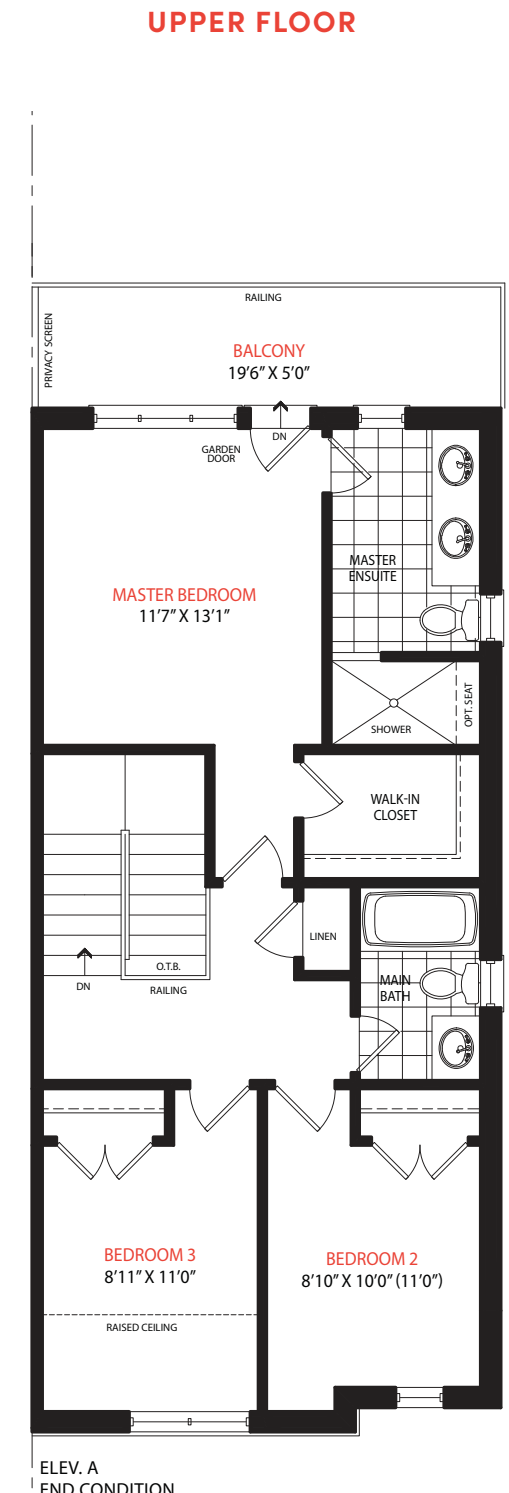 UPPER FLOOR
RAILING
PRIVACY SCREEN
BALCONY
19'6" X 5'0"
DN
GARDEN
DOOR
MASTER
ENSUITE
MASTER BEDROOM
11'7" X 13'1"
OPT. SEAT
SHOWER
WALK-IN
CLOSET
LINEN
O.T.B.
DN
RAILING
MAIN
BATH
BEDROOM 3
8'11" X 11'0"
BEDROOM 2
8'10" X 10'0" (11'0")
RAISED CEILING
ELEV. A
END CONDITION